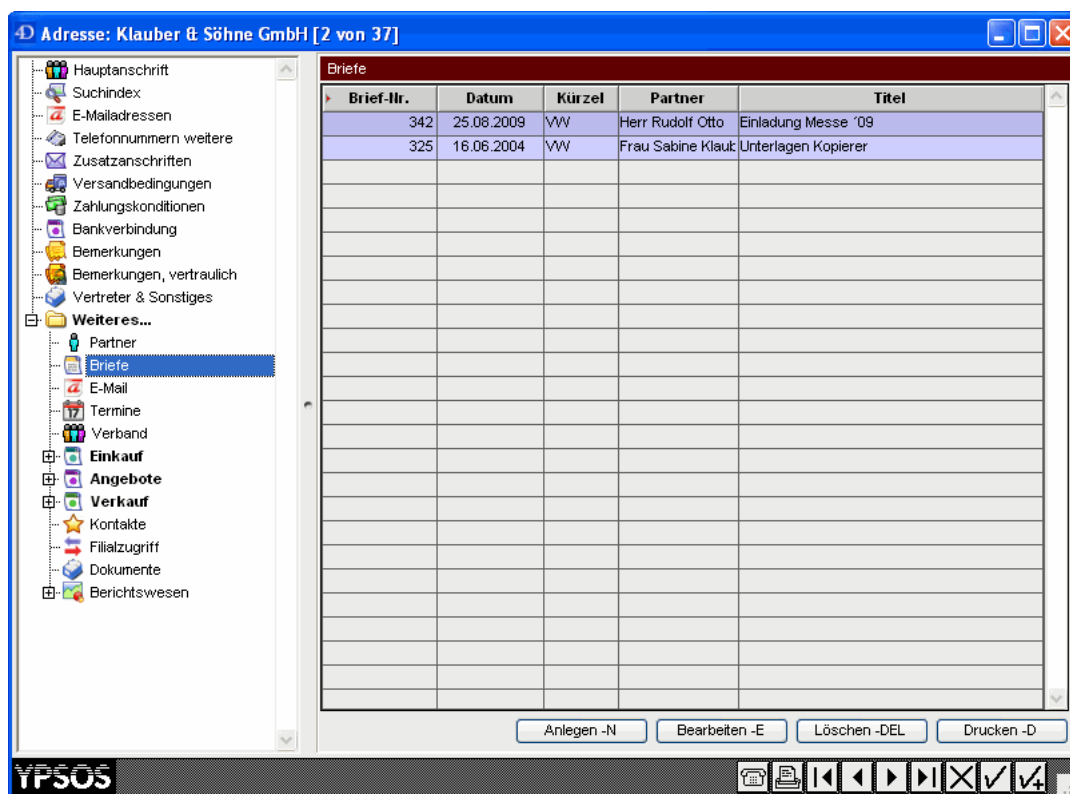 Adresse: Klauber & Söhne GmbH [2 von 37]
Hauptanschrift
Suchindex
E-Mailadressen
Telefonnummern weitere
Zusatzanschriften
Versandbedingungen
Zahlungskonditionen
Bankverbindung
Bemerkungen
Bemerkungen, vertraulich
Vertreter & Sonstiges
Weiteres...
Partner
Briefe
E-Mail
Termine
Verband
Einkauf
Angebote
Verkauf
Kontakte
Filialzugriff
Dokumente
Berichtswesen
Briefe
Brief-Nr. Datum Kürzel Partner Titel
342 25.08.2009 VW Herr Rudolf Otto Einladung Messe ´09
325 16.06.2004 VW Frau Sabine Klaub Unterlagen Kopierer
Anlegen -N Bearbeiten -E Löschen -DEL Drucken -D
YPSOS